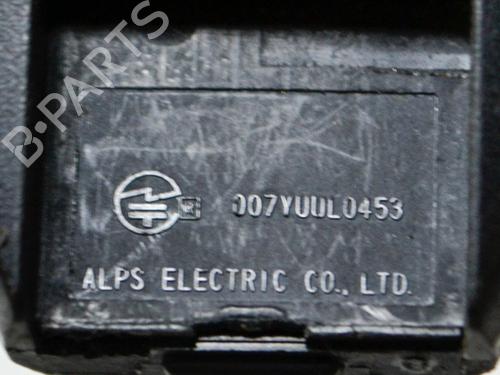 B-PARTS
007YUUL0453
ALPS ELECTRIC CO., LTD.